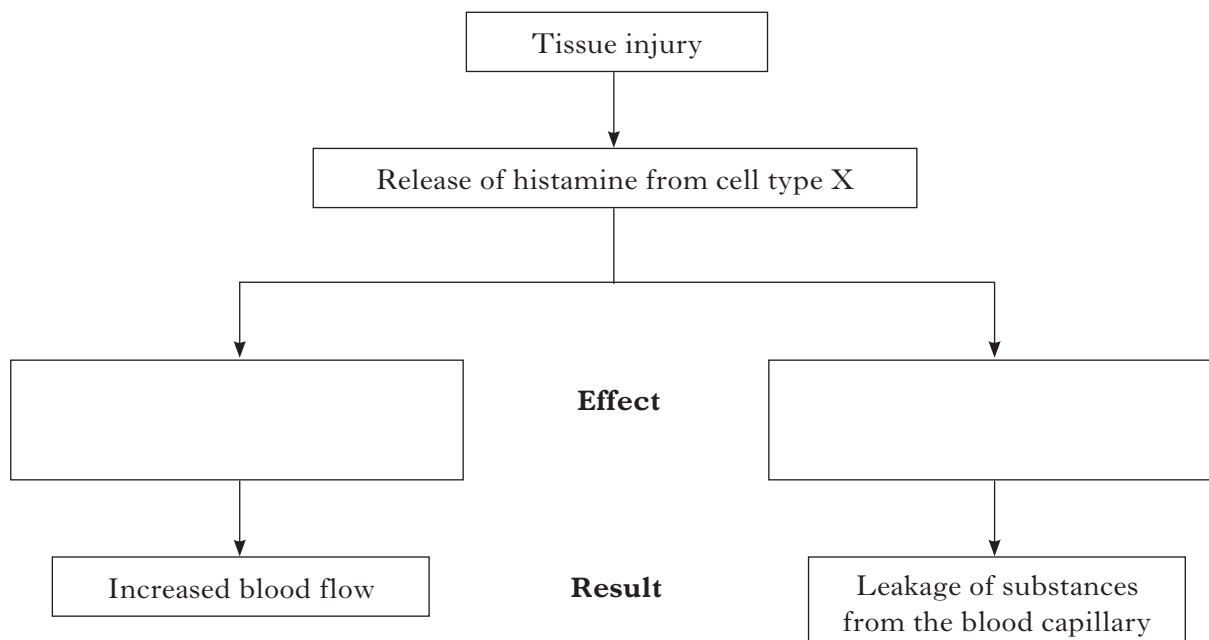 Tissue injury
Release of histamine from cell type X
Effect
Increased blood flow
Result
Leakage of substances
from the blood capillary